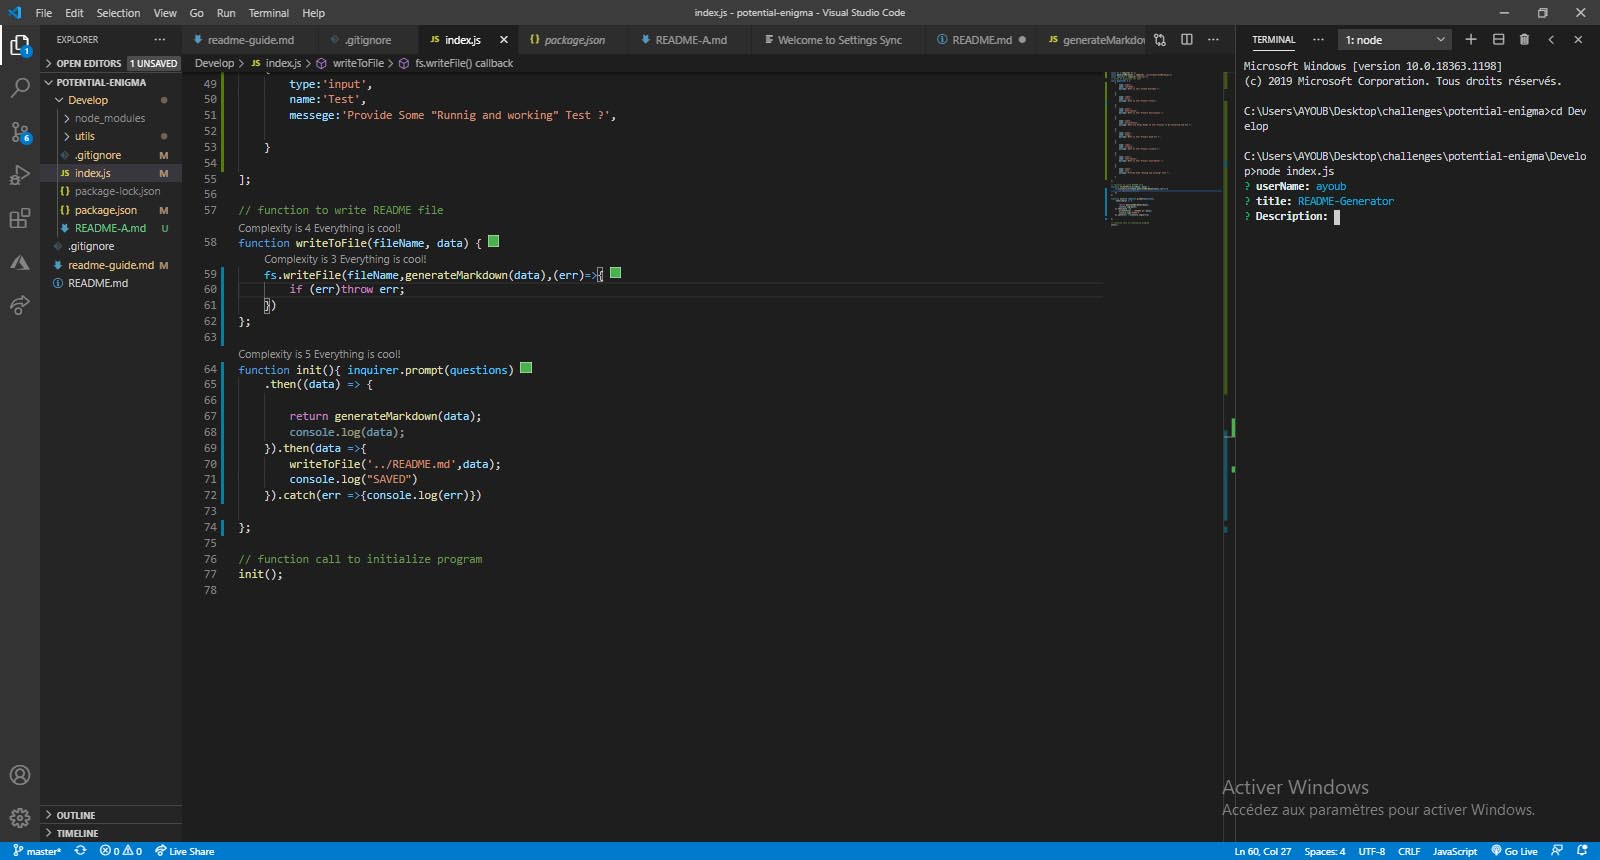 File Edit Selection View Go Run Terminal Help
index.js - potential-enigma - Visual Studio Code
EXPLORER
OPEN EDITORS 1 UNSAVED
POTENTIAL-ENIGMA
Develop
node_modules
utils
.gitignore M
JS index.js M
package-lock.json
package.json M
README-A.md U
.gitignore
readme-guide.md M
README.md
OUTLINE
TIMELINE
readme-guide.md .gitignore JS index.js package.json README-A.md Welcome to Settings Sync README.md JS generateMarkdo
Develop > JS index.js > writeToFile > fs.writeFile() callback
49 type:'input',
50 name:'Test',
51 messege:'Provide Some "Runnig and working" Test ?',
52
53 }
54
55 ];
56
57 // function to write README file
Complexity is 4 Everything is cool!
58 function writeToFile(fileName, data) {
Complexity is 3 Everything is cool!
59 fs.writeFile(fileName,generateMarkdown(data),(err)=>{
60 if (err)throw err;
61 })
62 };
63
Complexity is 5 Everything is cool!
64 function init(){ inquirer.prompt(questions)
65 .then((data) => {
66
67 return generateMarkdown(data);
68 console.log(data);
69 }).then(data =>{
70 writeToFile('../README.md',data);
71 console.log("SAVED")
72 }).catch(err =>{console.log(err)})
73
74 };
75
76 // function call to initialize program
77 init();
78
TERMINAL 1: node
Microsoft Windows [version 10.0.18363.1198]
(c) 2019 Microsoft Corporation. Tous droits réservés.
C:\Users\AYOUB\Desktop\challenges\potential-enigma>cd Dev
elop
C:\Users\AYOUB\Desktop\challenges\potential-enigma\Develo
p>node index.js
? userName: ayoub
? title: README-Generator
? Description:
Activer Windows
Accédez aux paramètres pour activer Windows.
master* 0 0 Live Share
Ln 60, Col 27 Spaces: 4 UTF-8 CRLF JavaScript Go Live